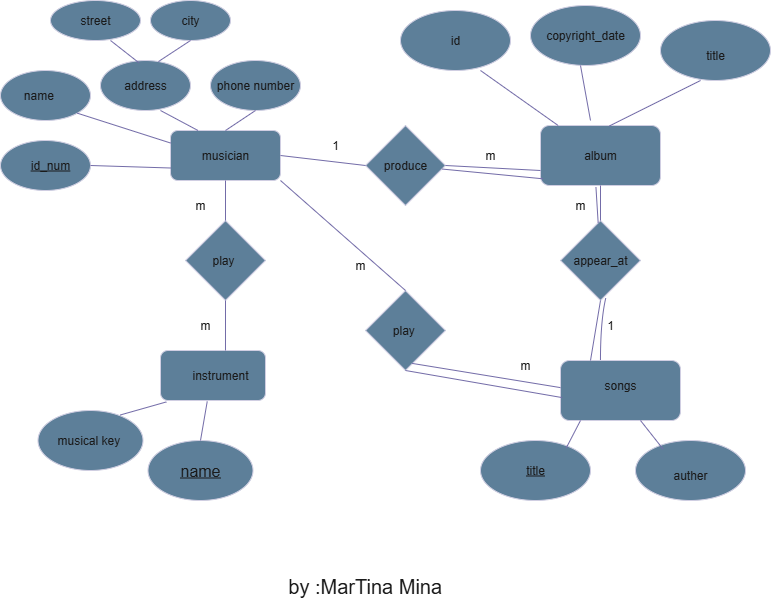 street
city
id
copyright_date
title
name
address
phone number
id_num
musician
1
produce
m
album
m
m
play
m
appear_at
m
play
1
m
instrument
songs
musical key
name
title
auther
by :MarTina Mina